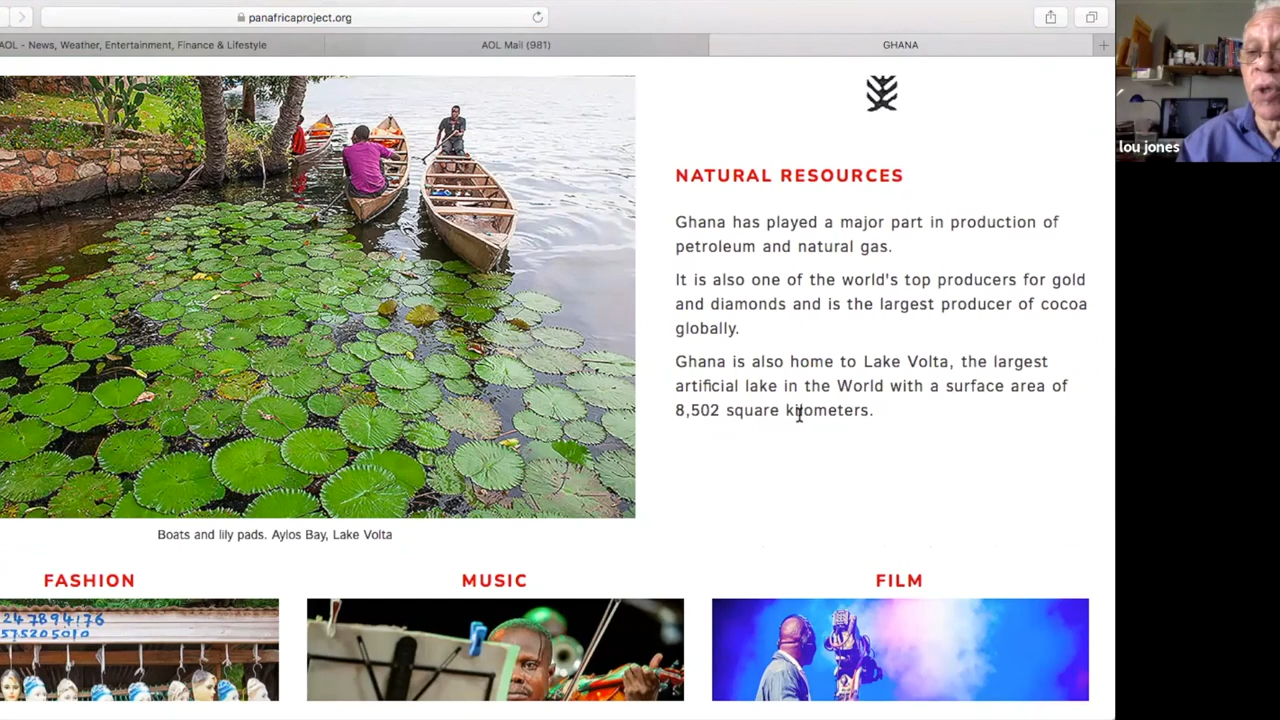 panafricaproject.org
AOL - News, Weather, Entertainment, Finance & Lifestyle
AOL Mail (981)
GHANA
lou jones
NATURAL RESOURCES
Ghana has played a major part in production of
petroleum and natural gas.
It is also one of the world's top producers for gold
and diamonds and is the largest producer of cocoa
globally.
Ghana is also home to Lake Volta, the largest
artificial lake in the World with a surface area of
8,502 square kilometers.
Boats and lily pads. Aylos Bay, Lake Volta
FASHION
MUSIC
FILM
247894176
575205010